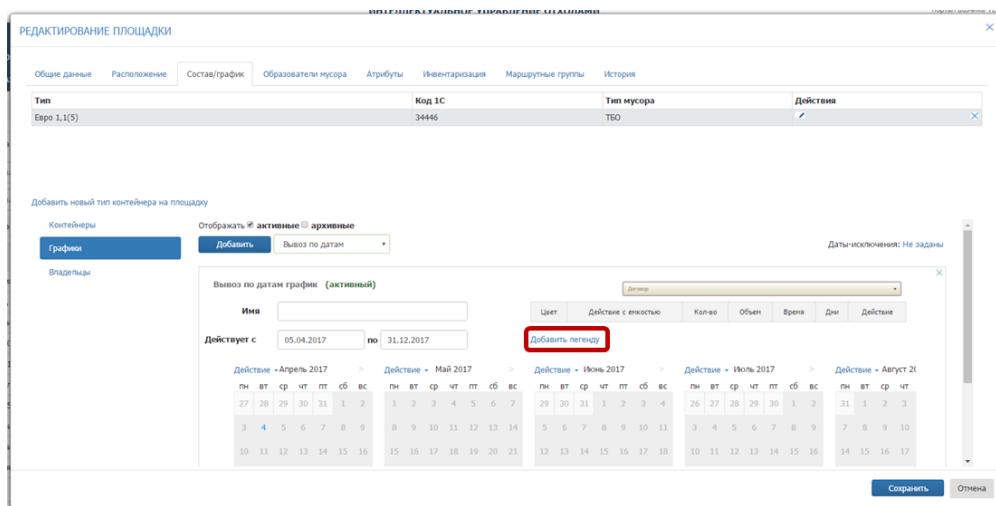 ИНТЕЛЛЕКТУАЛЬНОЕ УПРАВЛЕНИЕ ОТХОДАМИ
РЕДАКТИРОВАНИЕ ПЛОЩАДКИ
Общие данные Расположение Состав/график Образователи мусора Атрибуты Инвентаризация Маршрутные группы История
Тип Код 1С Тип мусора Действия
Евро 1,1(5) 34446 ТБО
Добавить новый тип контейнера на площадку
Контейнеры Отображать активные архивные
Графики Добавить Вывоз по датам Даты-исключения: Не заданы
Владельцы
Вывоз по датам график (активный) Договор
Имя Цвет Действие с емкостью Кол-во Объем Время Дни Действие
Действует с 05.04.2017 по 31.12.2017 Добавить легенду
Действие Апрель 2017 > Действие Май 2017 > Действие Июнь 2017 > Действие Июль 2017 > Действие Август 20
пн вт ср чт пт сб вс пн вт ср чт пт сб вс пн вт ср чт пт сб вс пн вт ср чт пт сб вс пн вт ср чт
27 28 29 30 31 1 2 1 2 3 4 5 6 7 29 30 31 1 2 3 4 26 27 28 29 30 1 2 31 1 2 3
3 4 5 6 7 8 9 8 9 10 11 12 13 14 5 6 7 8 9 10 11 3 4 5 6 7 8 9 7 8 9 10
10 11 12 13 14 15 16 15 16 17 18 19 20 21 12 13 14 15 16 17 18 10 11 12 13 14 15 16 14 15 16 17
Сохранить Отмена